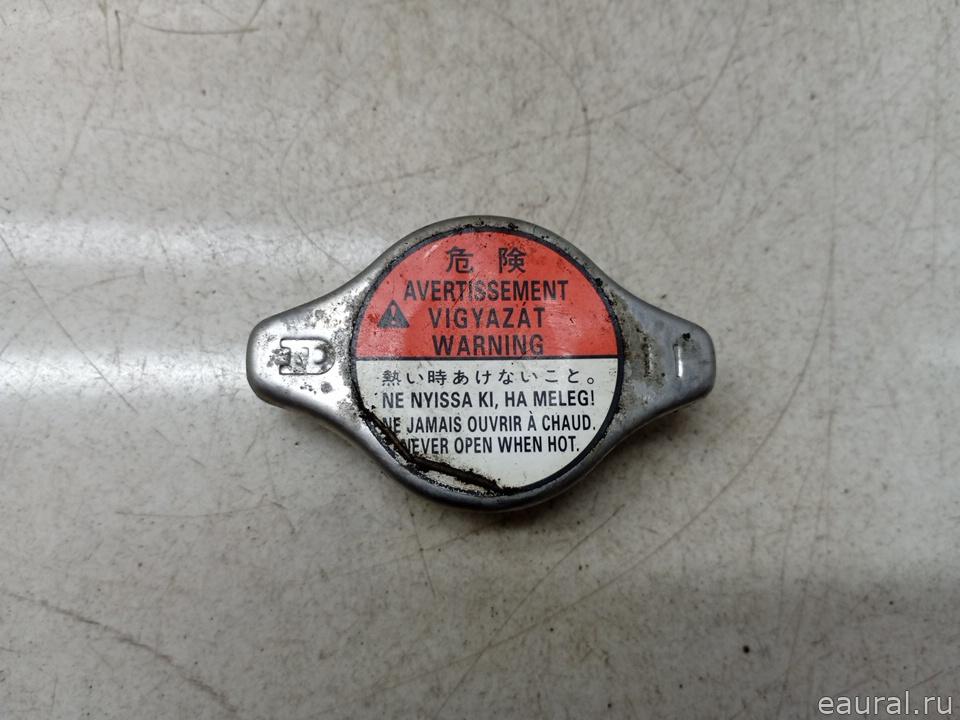 危険
AVERTISSEMENT
VIGYAZÁT
WARNING
熱い時あけないこと。
NE NYISSA KI, HA MELEG!
NE JAMAIS OUVRIR À CHAUD.
NEVER OPEN WHEN HOT.
eaural.ru